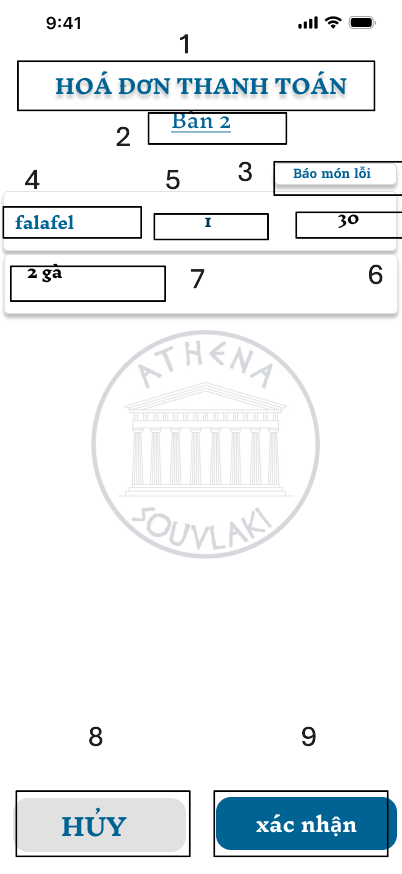 9:41
1
HOÁ ĐƠN THANH TOÁN
2
Bàn 2
3
Báo món lỗi
4
5
falafel
1
30
2 gà
7
6
ATHENA
SOUVLAKI
8
9
HỦY
xác nhận